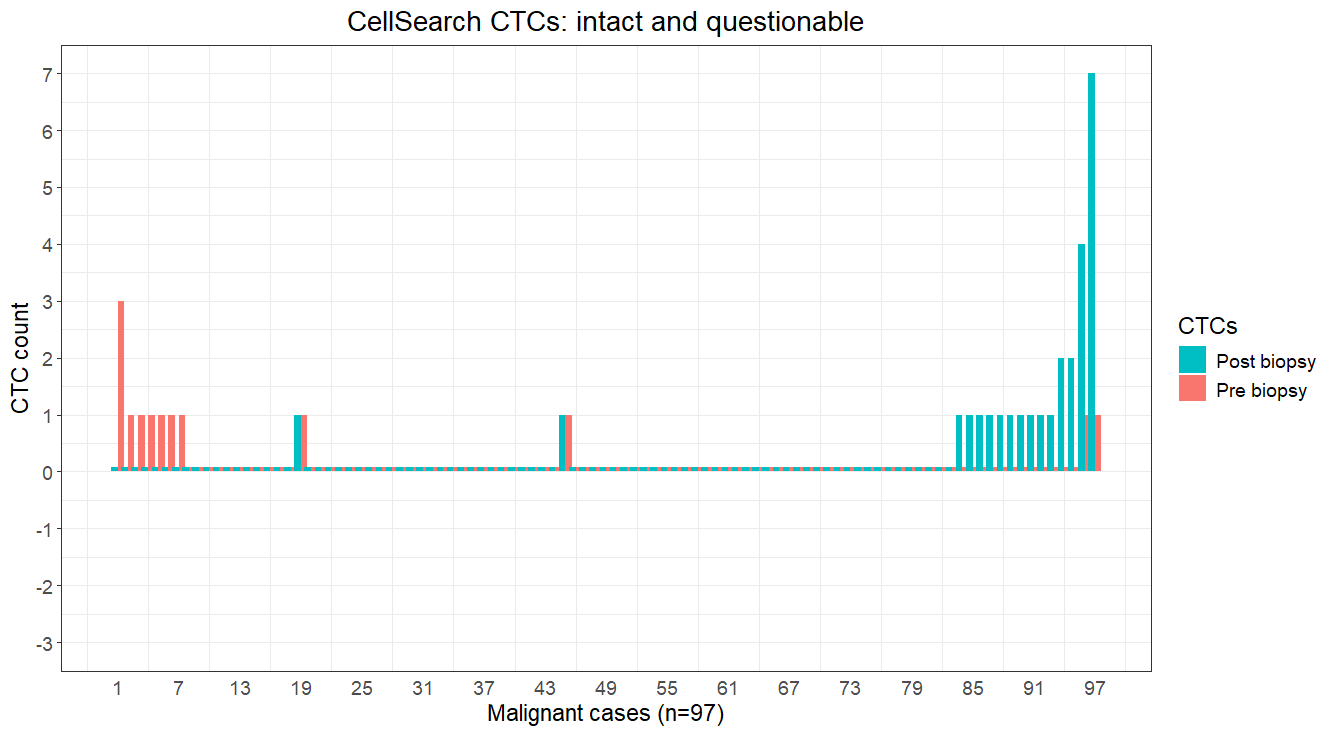 CellSearch CTCs: intact and questionable
7
6
5
4
3
2
1
0
-1
-2
-3
CTC count
1 7 13 19 25 31 37 43 49 55 61 67 73 79 85 91 97
Malignant cases (n=97)
CTCs
Post biopsy
Pre biopsy